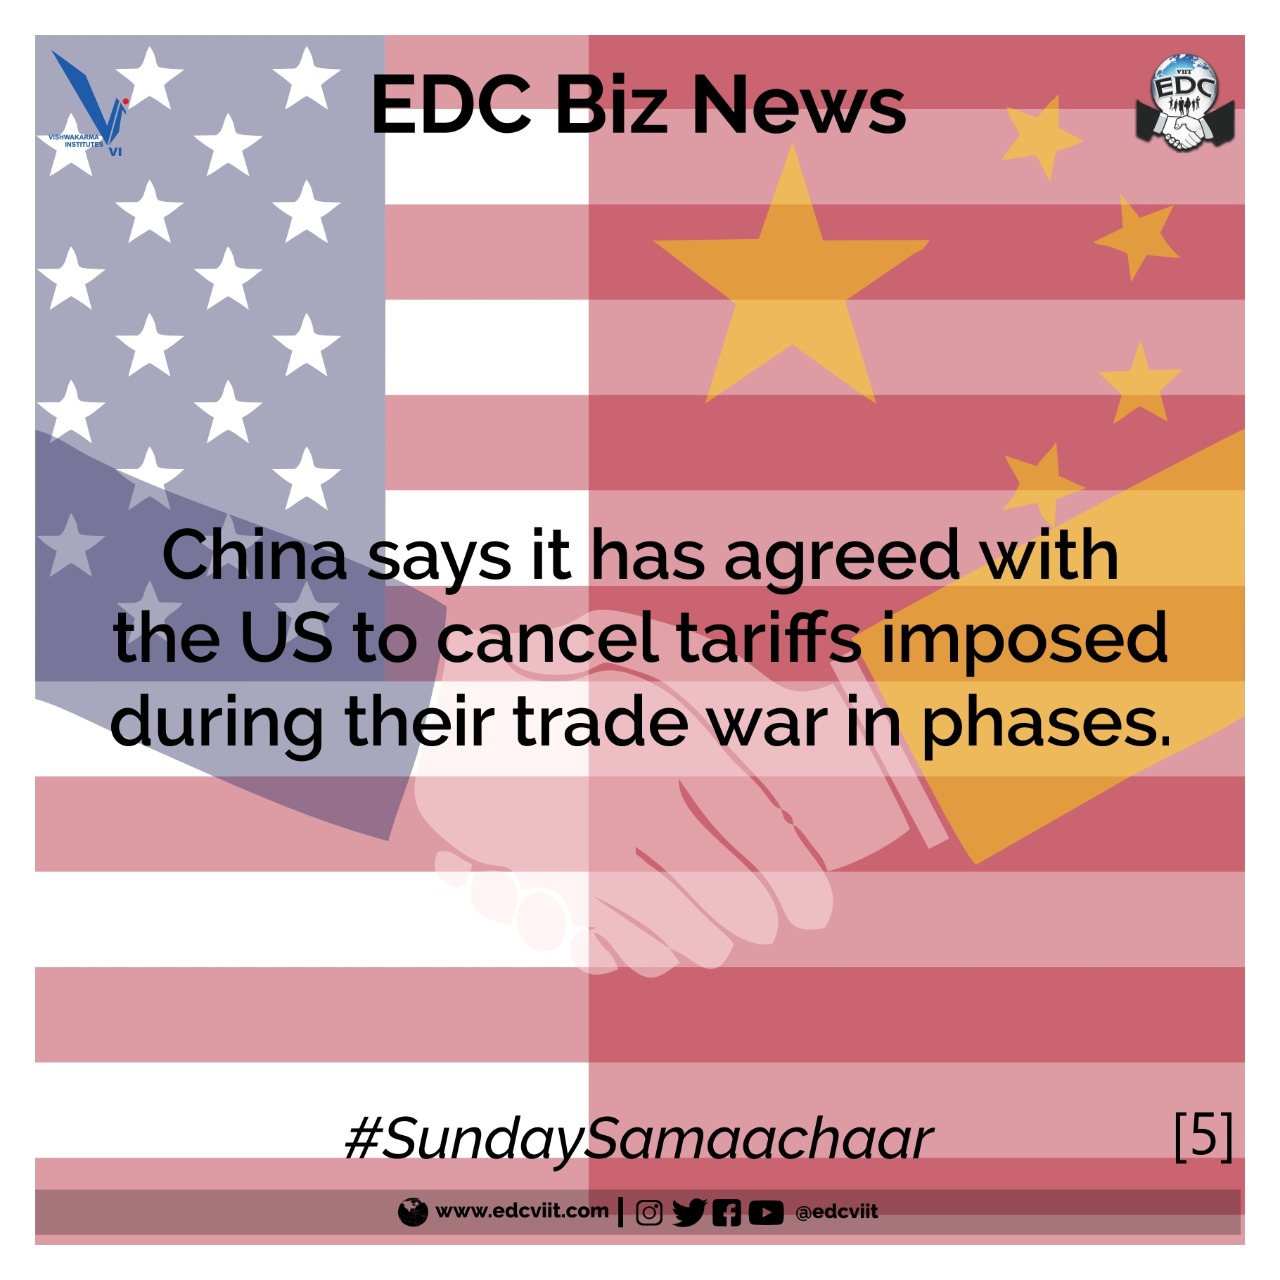 VISHWAKARMA
INSTITUTES
VI
EDC Biz News
VIIT
EDC
China says it has agreed with
the US to cancel tariffs imposed
during their trade war in phases.
#SundaySamaachaar
[5]
www.edcviit.com | @edcviit